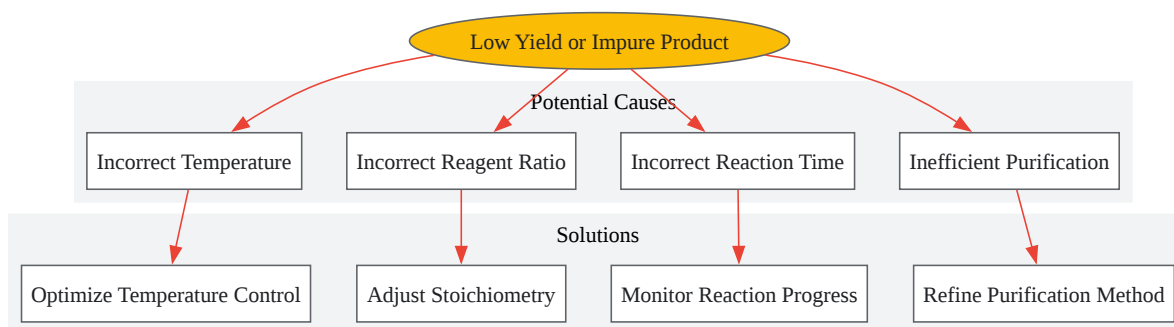 Low Yield or Impure Product
Potential Causes
Incorrect Temperature
Incorrect Reagent Ratio
Incorrect Reaction Time
Inefficient Purification
Solutions
Optimize Temperature Control
Adjust Stoichiometry
Monitor Reaction Progress
Refine Purification Method